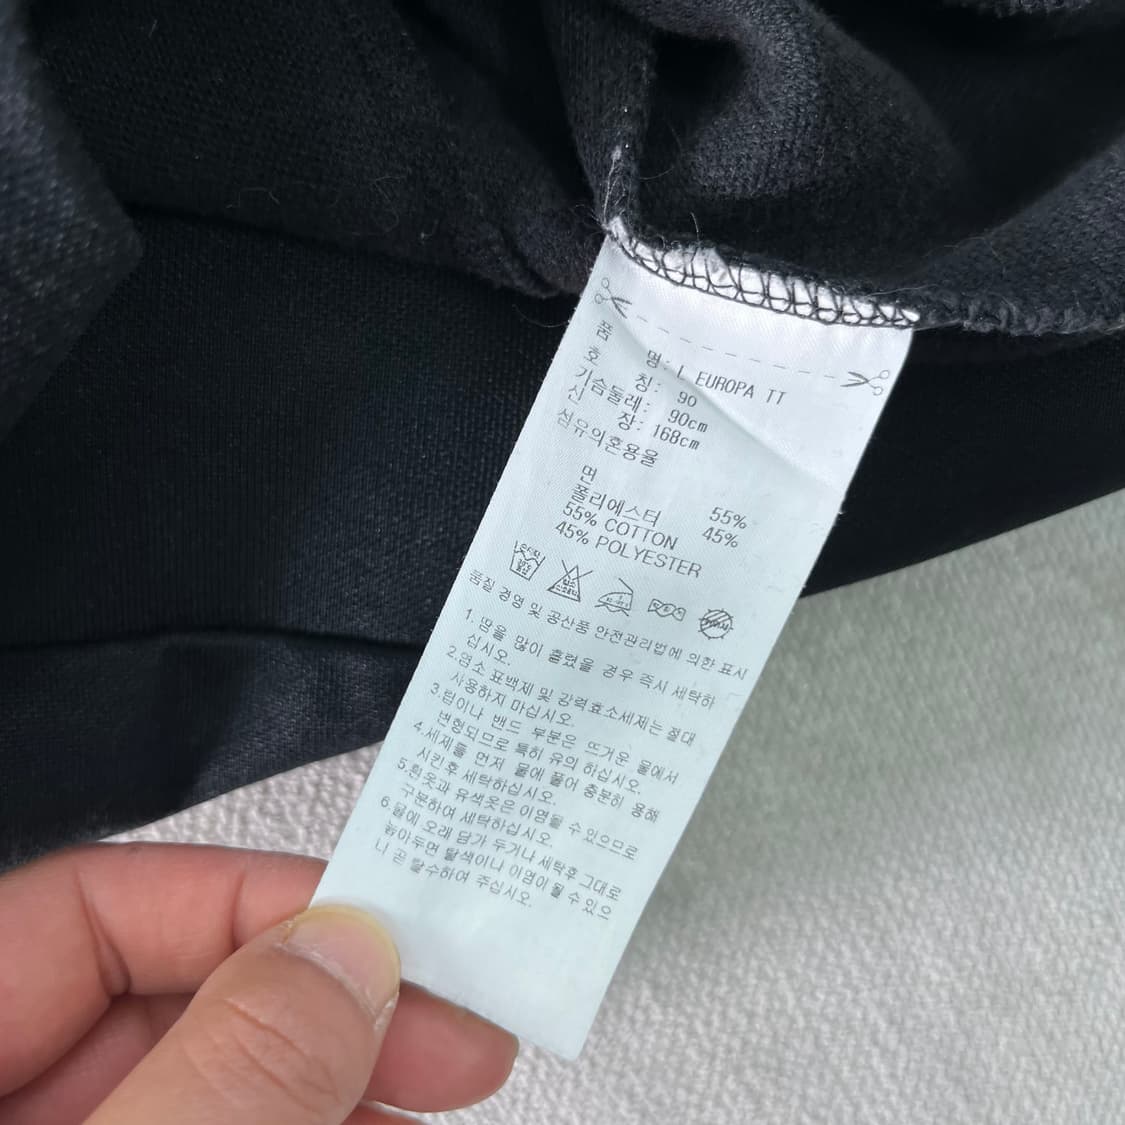 품 명: L EUROPA TT
호 칭: 90
가슴둘레: 90cm
신 장: 168cm
섬유의혼용율
면 55%
폴리에스터 45%
55% COTTON
45% POLYESTER
품질 경영 및 공산품 안전관리법에 의한 표시
1. 땀을 많이 흘렸을 경우 즉시 세탁하
십시오.
2.염소 표백제 및 강력효소세제는 절대
사용하지 마십시오.
3.립이나 밴드 부분은 뜨거운 물에서
변형되므로 특히 유의 하십시오.
4.세제를 먼저 물에 풀어 충분히 용해
시킨후 세탁하십시오.
5.흰옷과 유색옷은 이염될 수 있으므로
구분하여 세탁하십시오.
6.물에 오래 담가 두거나 세탁후 그대로
놓아두면 탈색이나 이염이 될 수 있으
니 곧 탈수하여 주십시오.